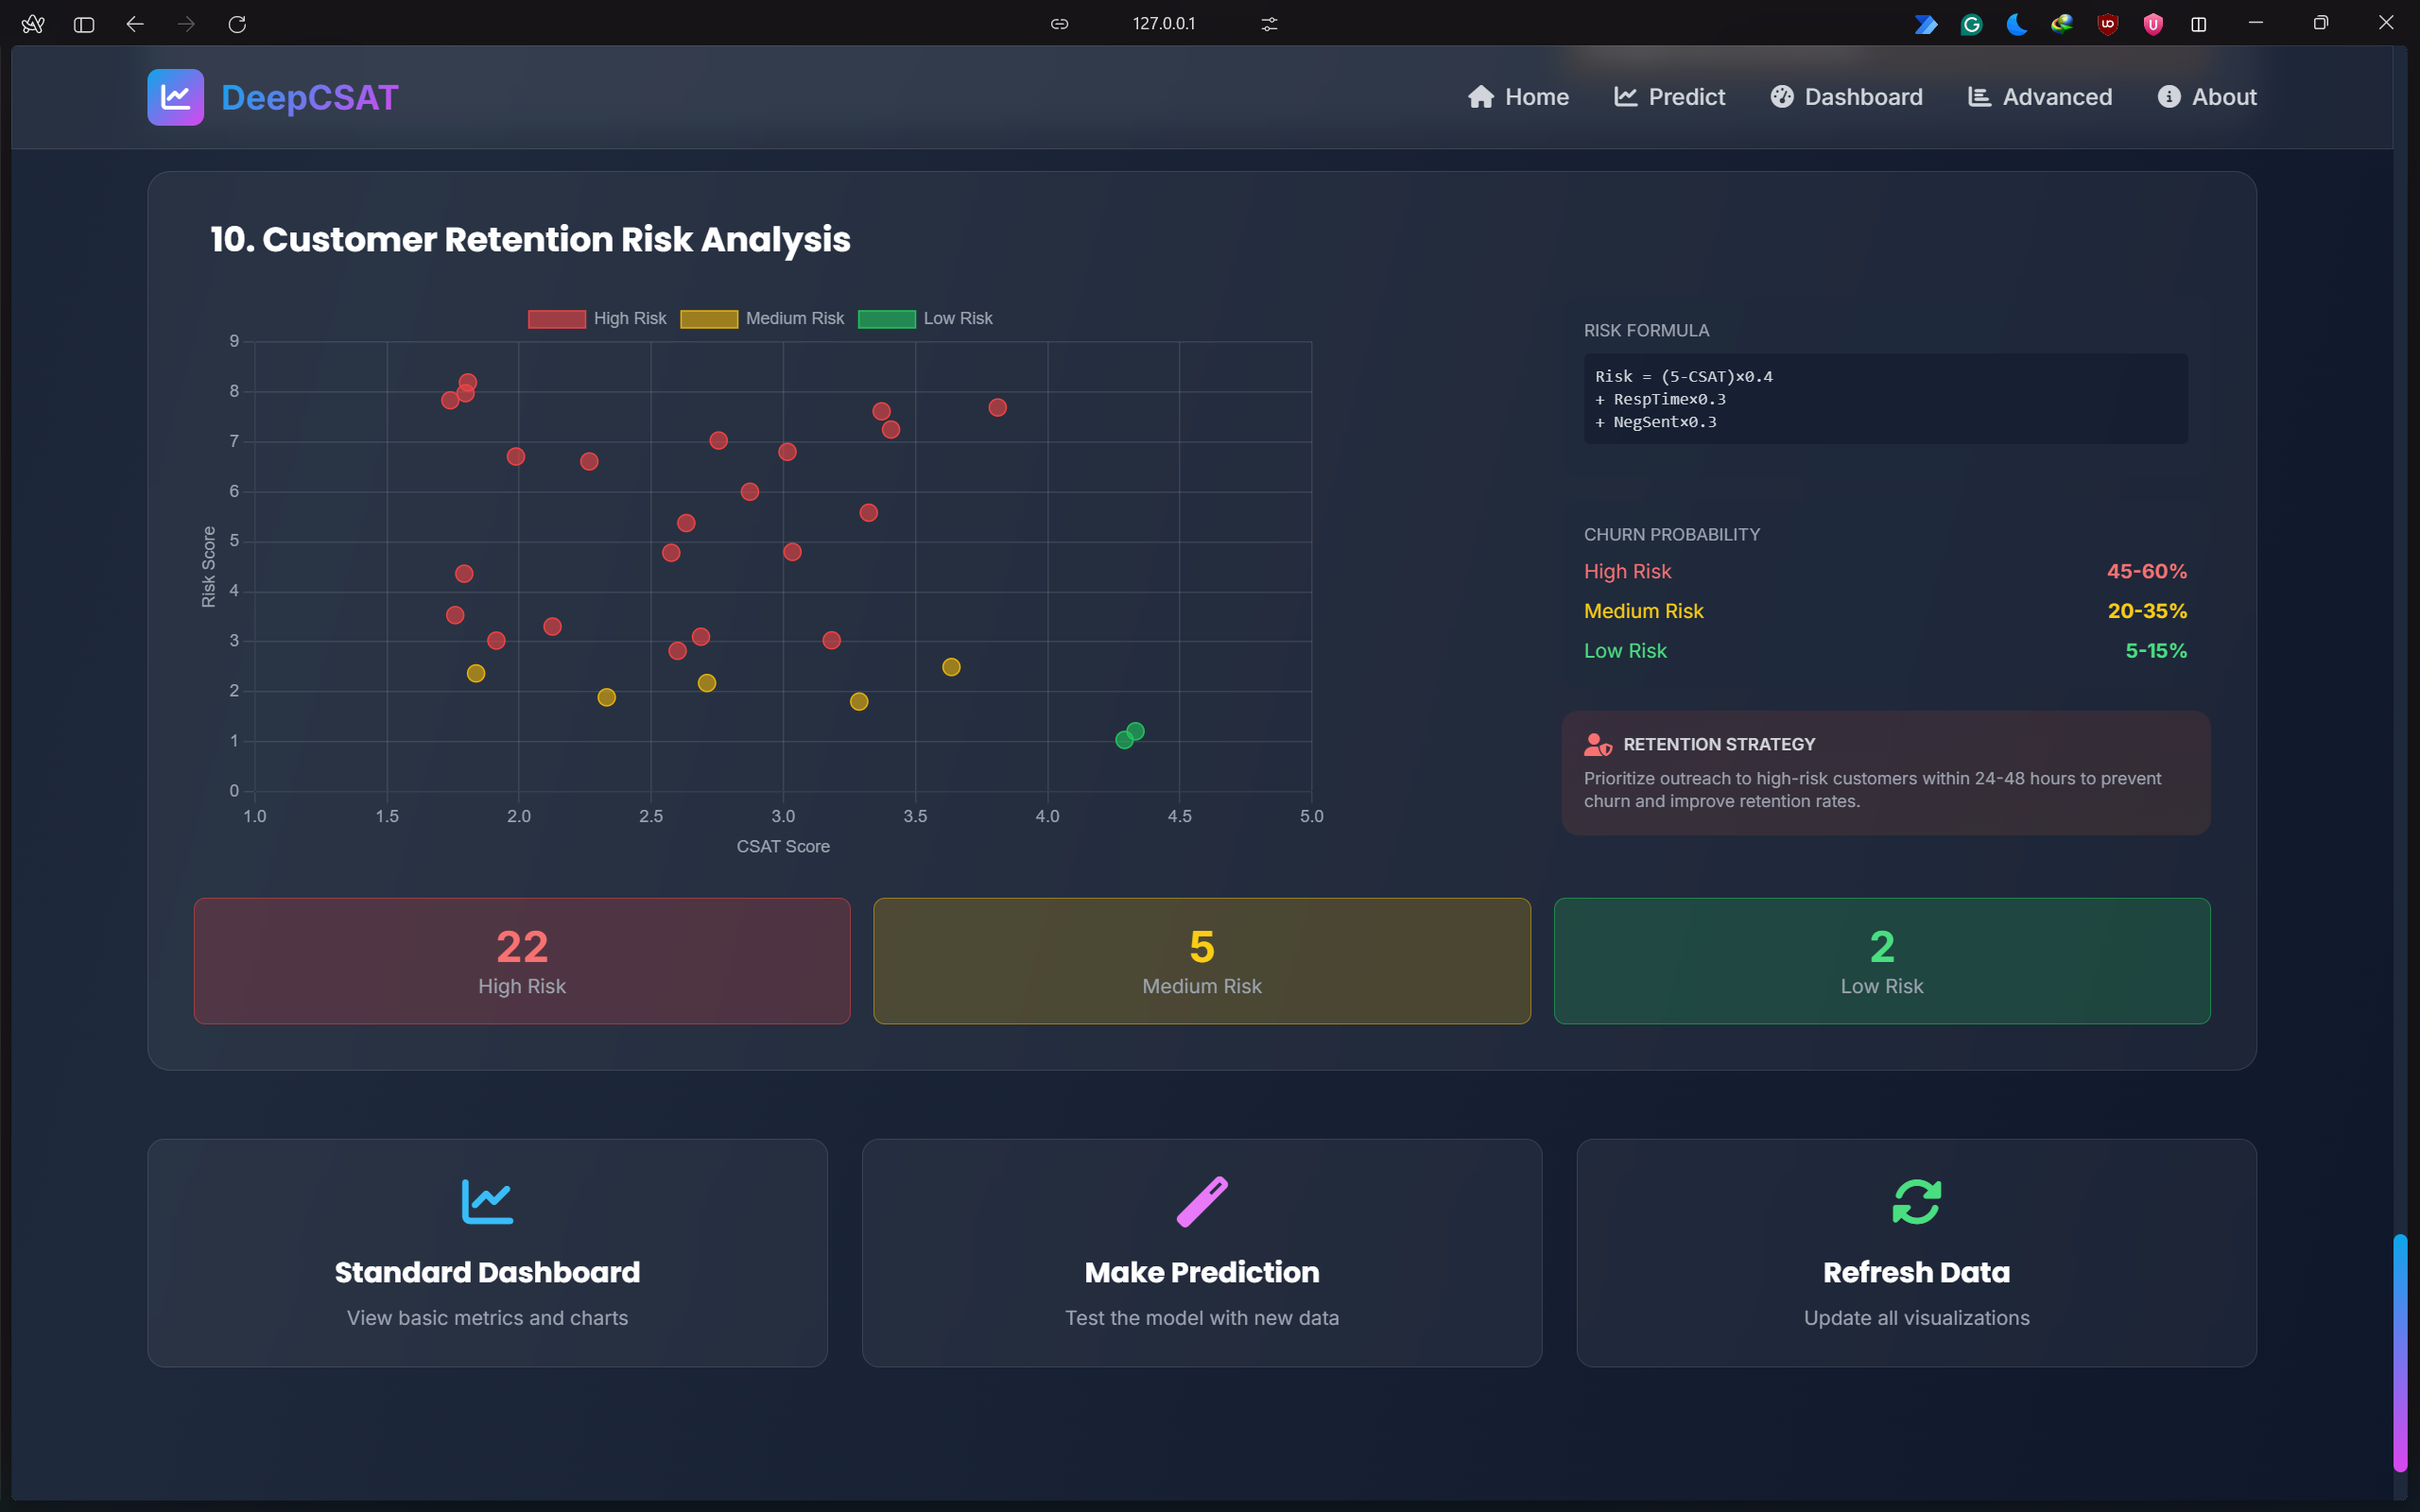 127.0.0.1
DeepCSAT
Home
Predict
Dashboard
Advanced
About
10. Customer Retention Risk Analysis
High Risk
Medium Risk
Low Risk
9
8
7
6
5
4
3
2
1
0
Risk Score
1.0
1.5
2.0
2.5
3.0
3.5
4.0
4.5
5.0
CSAT Score
RISK FORMULA
Risk = (5-CSAT)×0.4
+ RespTime×0.3
+ NegSent×0.3
CHURN PROBABILITY
High Risk 45-60%
Medium Risk 20-35%
Low Risk 5-15%
RETENTION STRATEGY
Prioritize outreach to high-risk customers within 24-48 hours to prevent
churn and improve retention rates.
22
High Risk
5
Medium Risk
2
Low Risk
Standard Dashboard
View basic metrics and charts
Make Prediction
Test the model with new data
Refresh Data
Update all visualizations